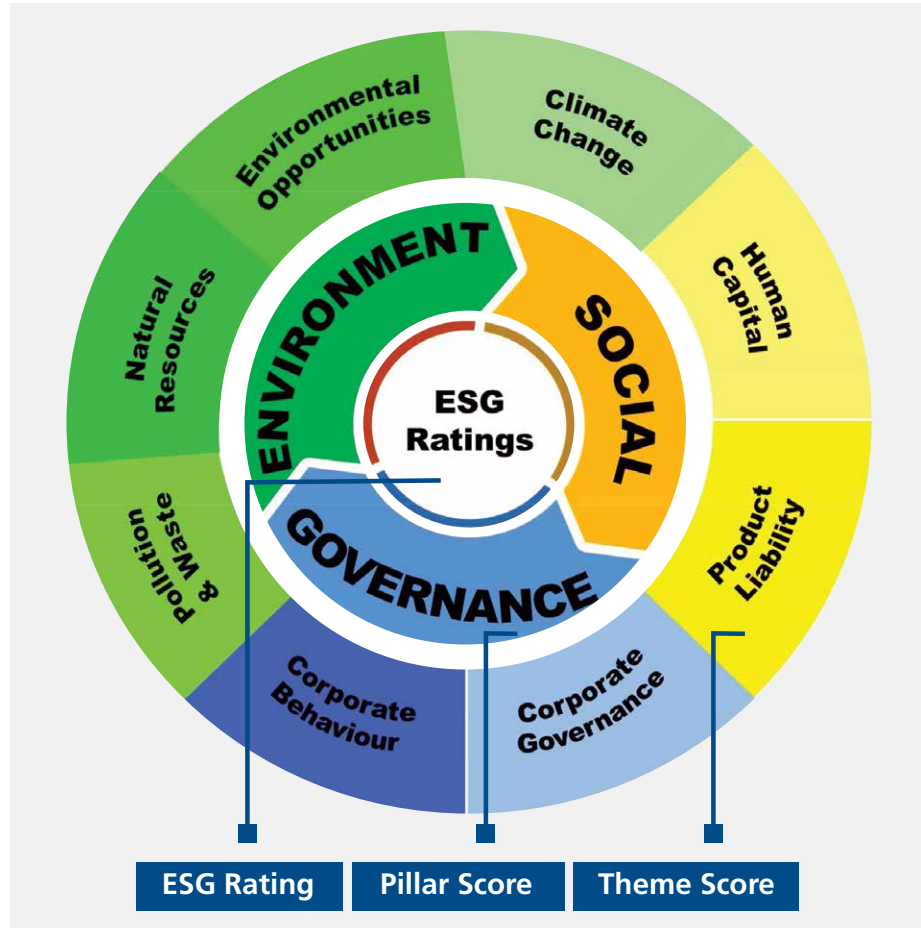 Environmental
Opportunities
Climate
Change
Natural
Resources
Human
Capital
ENVIRONMENT
SOCIAL
ESG
Ratings
GOVERNANCE
Pollution
& Waste
Product
Liability
Corporate
Behaviour
Corporate
Governance
ESG Rating
Pillar Score
Theme Score